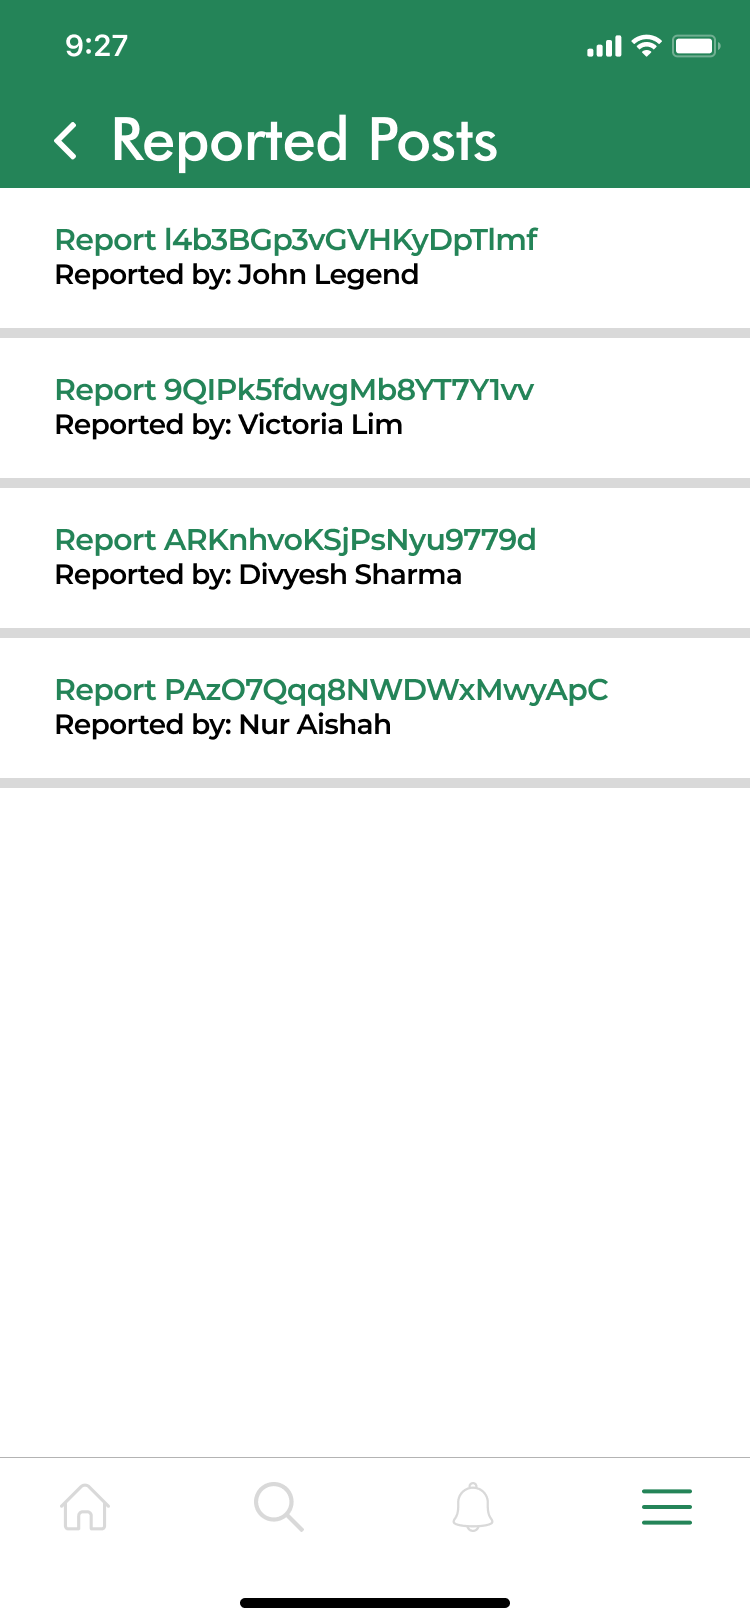 9:27
Reported Posts
Report l4b3BGp3vGVHKyDpTlmf
Reported by: John Legend
Report 9QIPk5fdwgMb8YT7Y1vv
Reported by: Victoria Lim
Report ARKnhvoKSjPsNyu9779d
Reported by: Divyesh Sharma
Report PAzO7Qqq8NWDWxMwyApC
Reported by: Nur Aishah